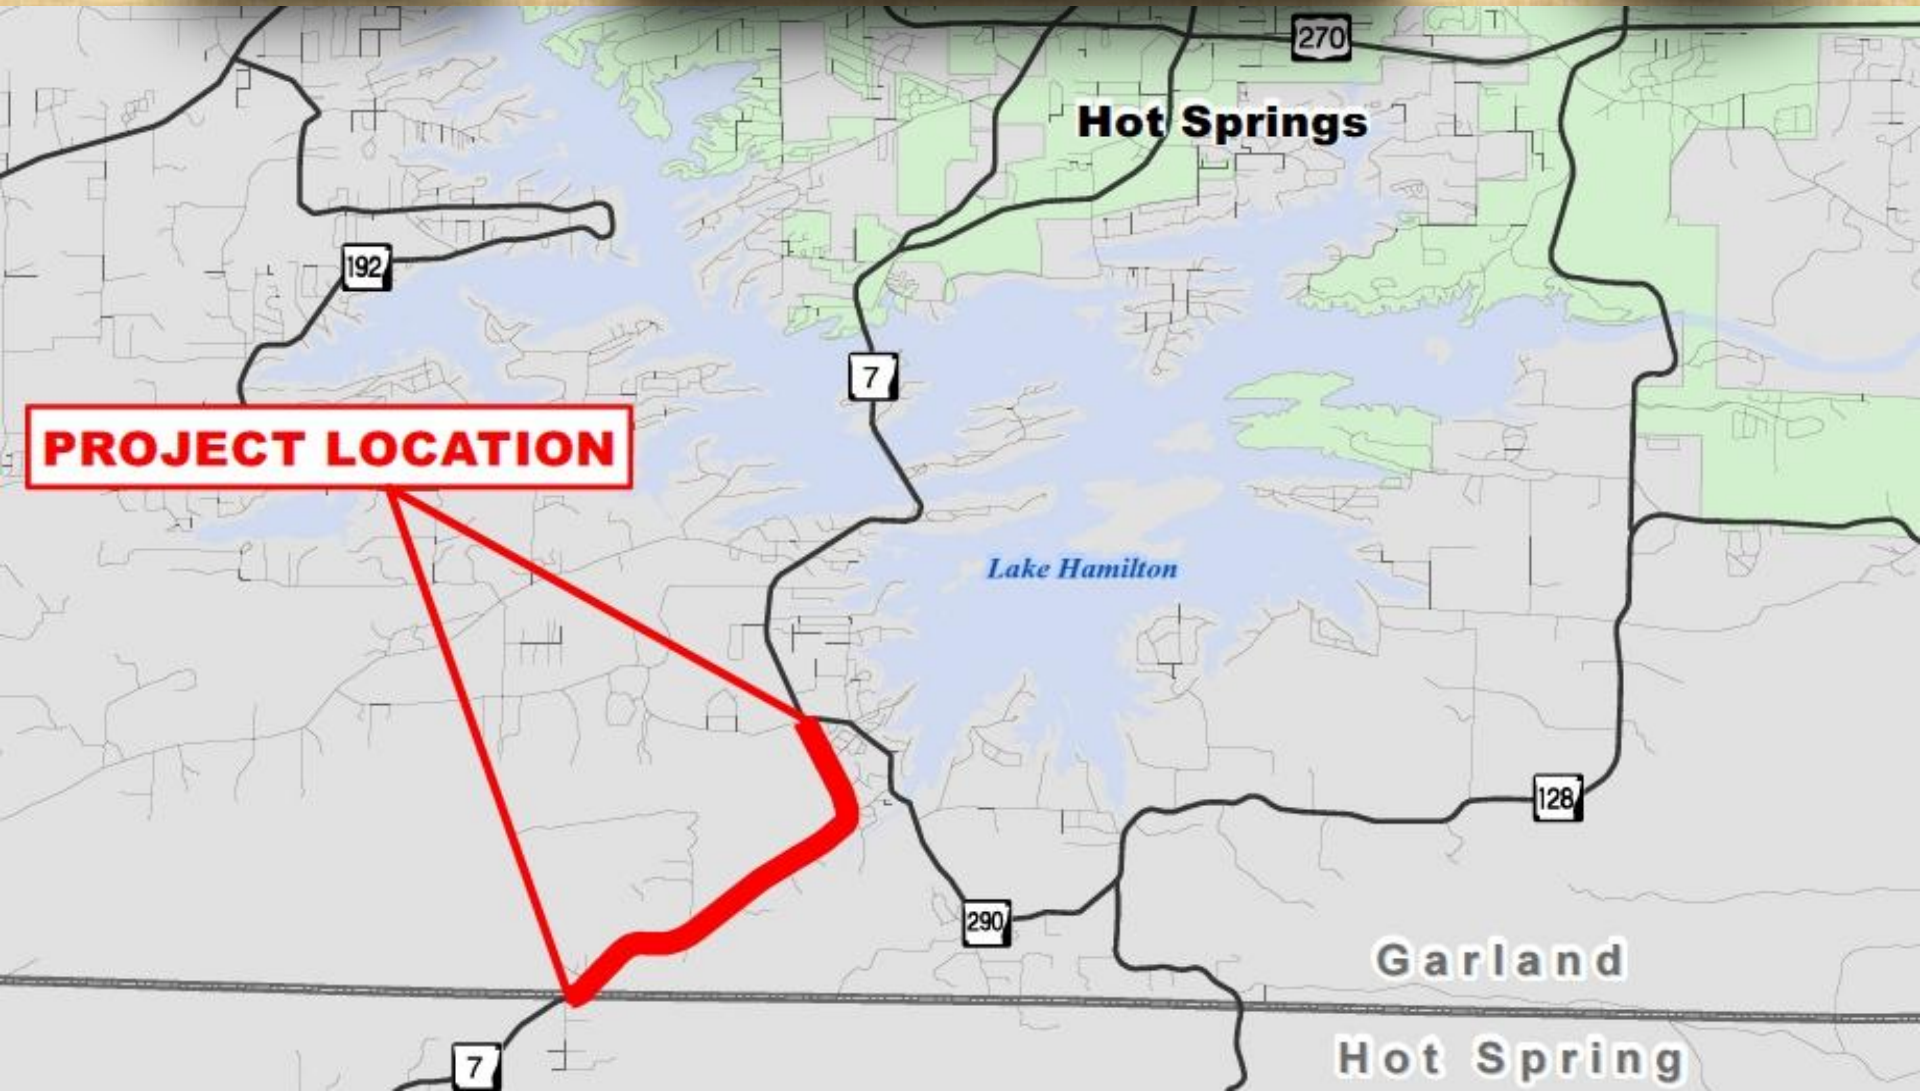 270
Hot Springs
192
7
PROJECT LOCATION
Lake Hamilton
128
290
Garland
Hot Spring
7